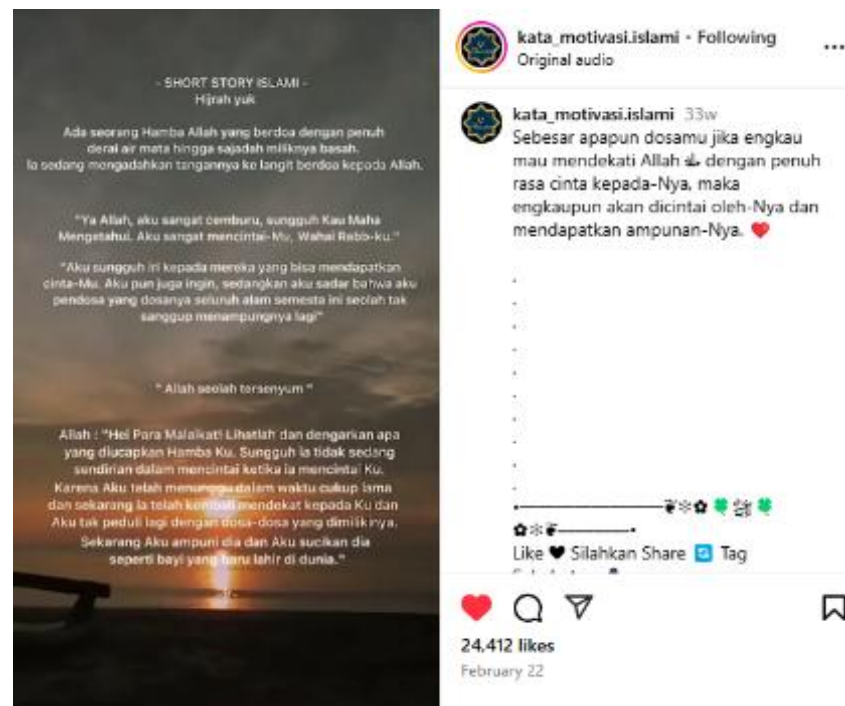 - SHORT STORY ISLAMI -
Hijrah yuk
Ada seorang Hamba Allah yang berdoa dengan penuh
derai air mata hingga sajadah miliknya basah.
Ia sedang mengadahkan tangannya ke langit berdoa kepada Allah.
"Ya Allah, aku sangat cemburu, sungguh Kau Maha
Mengetahui. Aku sangat mencintai-Mu, Wahai Rabb-ku."
"Aku sungguh iri kepada mereka yang bisa mendapatkan
cinta-Mu. Aku pun juga ingin, sedangkan aku sadar bahwa aku
pendosa yang dosanya seluruh alam semesta ini seolah tak
sanggup menampungnya lagi"
" Allah seolah tersenyum "
Allah : "Hei Para Malaikat! Lihatlah dan dengarkan apa
yang diucapkan Hamba Ku. Sungguh ia tidak sedang
sendirian dalam mencintai ketika ia mencintai Ku.
Karena Aku telah menunggu dalam waktu cukup lama
dan sekarang ia telah kembali mendekat kepada Ku dan
Aku tak peduli lagi dengan dosa-dosa yang dimilikinya.
Sekarang Aku ampuni dia dan Aku sucikan dia
seperti bayi yang baru lahir di dunia."
kata_motivasi.islami • Following
Original audio
kata_motivasi.islami 33w
Sebesar apapun dosamu jika engkau
mau mendekati Allah ﷻ dengan penuh
rasa cinta kepada-Nya, maka
engkaupun akan dicintai oleh-Nya dan
mendapatkan ampunan-Nya. ❤️
.
.
.
.
.
.
.
.
.
.
•——————❦❇✿🍀ﷺ🍀
✿❇❦———•
Like ♥ Silahkan Share 🔄 Tag
24.412 likes
February 22